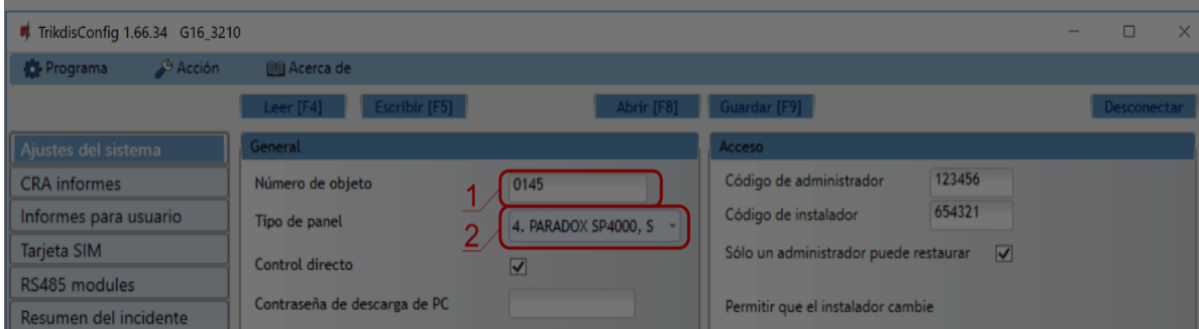 TrikdisConfig 1.66.34 G16_3210
Programa Acción Acerca de
Leer [F4] Escribir [F5] Abrir [F8] Guardar [F9] Desconectar
Ajustes del sistema
CRA informes
Informes para usuario
Tarjeta SIM
RS485 modules
Resumen del incidente
General
Número de objeto 1 0145
Tipo de panel 2 4. PARADOX SP4000, S
Control directo
Contraseña de descarga de PC
Acceso
Código de administrador 123456
Código de instalador 654321
Sólo un administrador puede restaurar
Permitir que el instalador cambie